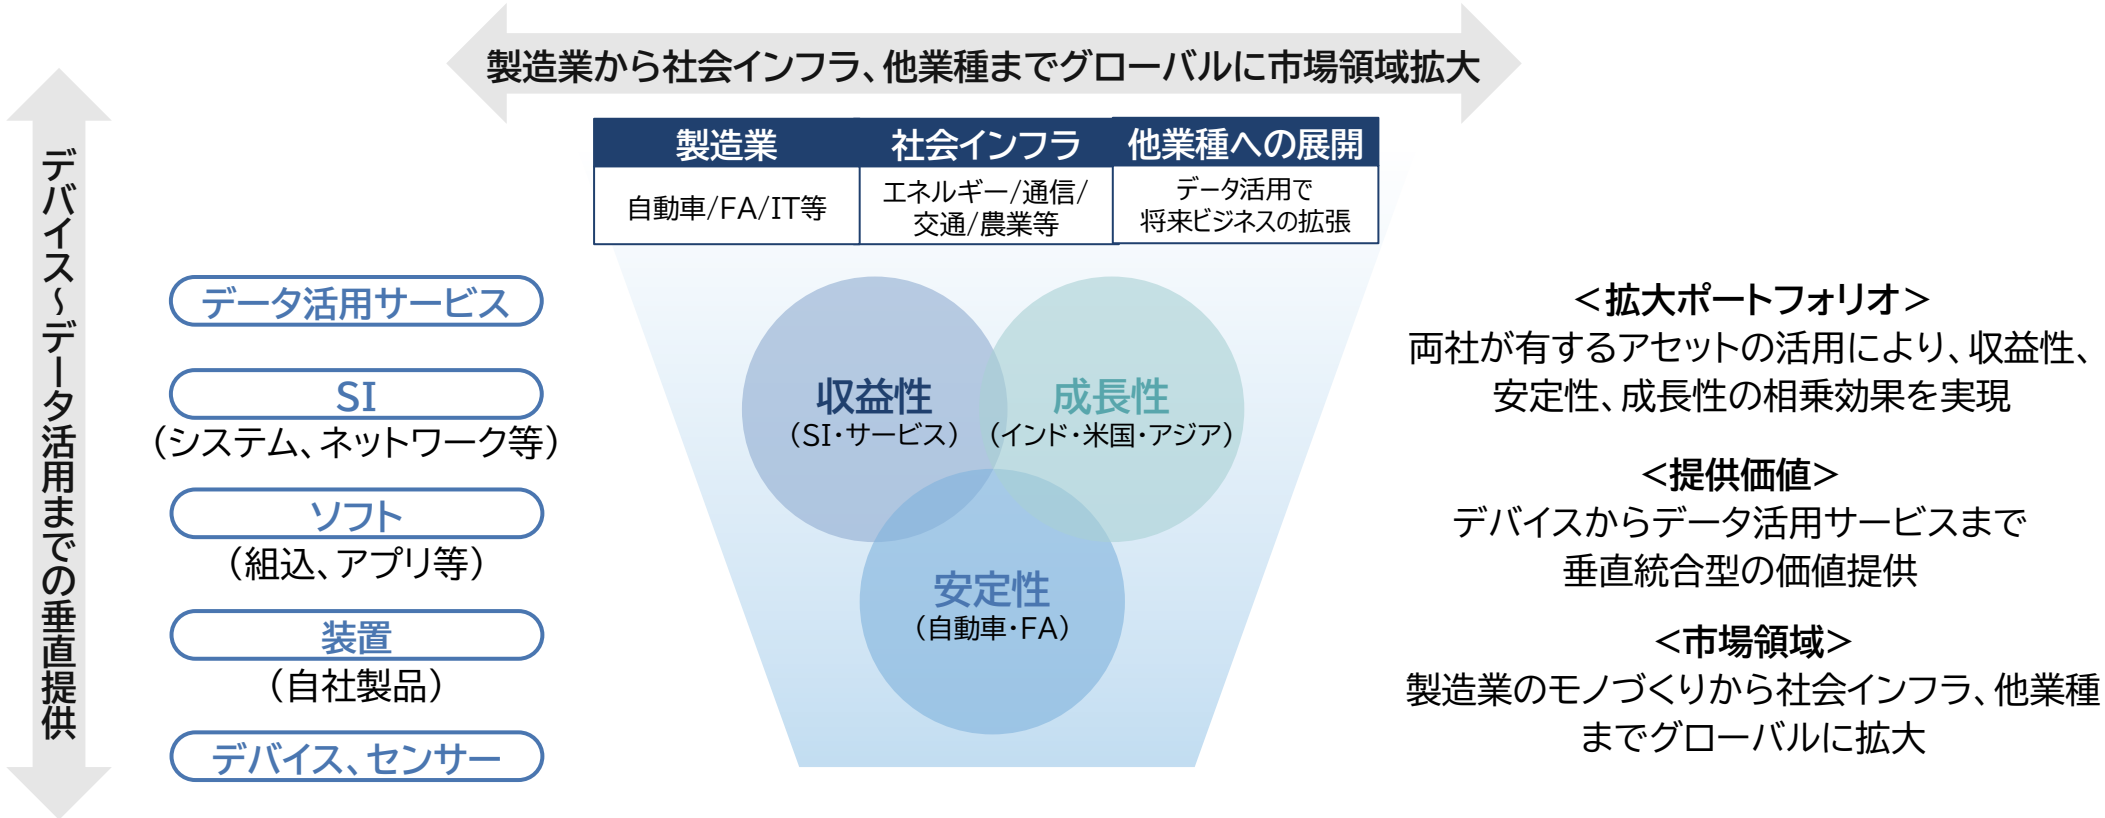 製造業から社会インフラ、他業種までグローバルに市場領域拡大
デバイス～データ活用までの垂直提供
製造業
社会インフラ
他業種への展開
自動車/FA/IT等
エネルギー/通信/
交通/農業等
データ活用で
将来ビジネスの拡張
データ活用サービス
SI
（システム、ネットワーク等）
ソフト
（組込、アプリ等）
装置
（自社製品）
デバイス、センサー
収益性
（SI・サービス）
成長性
（インド・米国・アジア）
安定性
（自動車・FA）
＜拡大ポートフォリオ＞
両社が有するアセットの活用により、収益性、
安定性、成長性の相乗効果を実現
＜提供価値＞
デバイスからデータ活用サービスまで
垂直統合型の価値提供
＜市場領域＞
製造業のモノづくりから社会インフラ、他業種
までグローバルに拡大